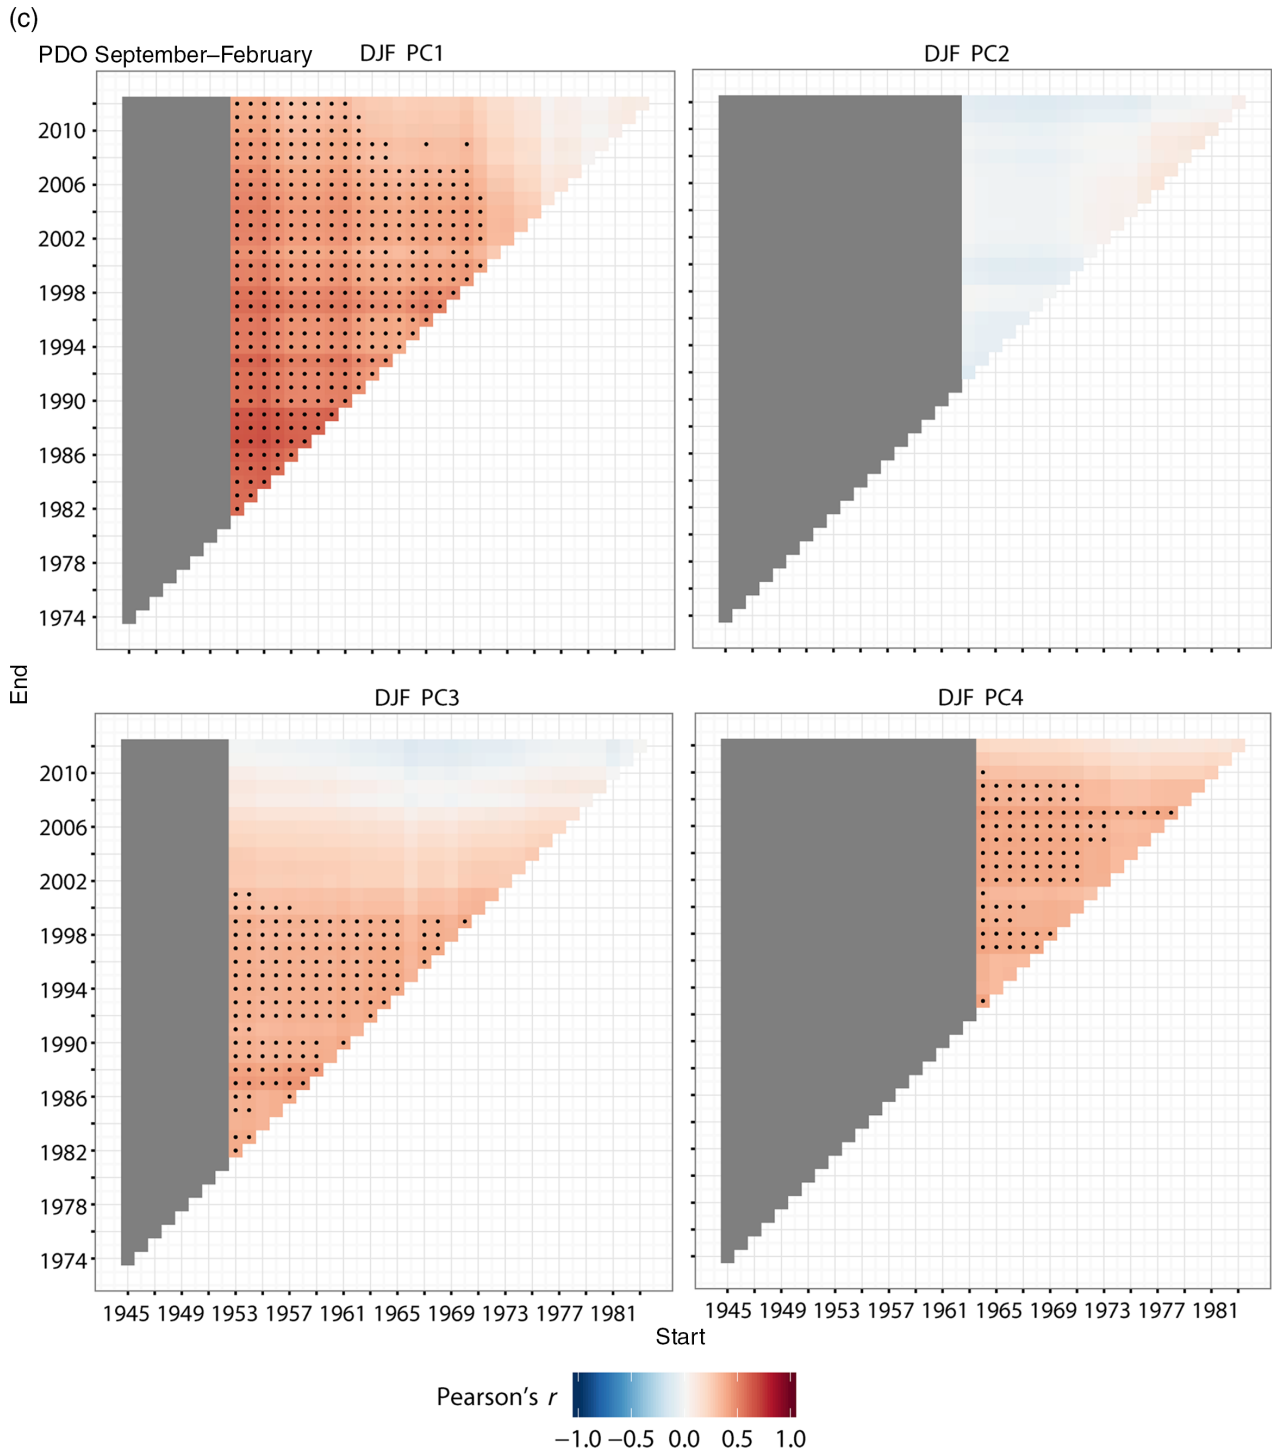 (c)
PDO September–February DJF PC1 DJF PC2
2010
2006
2002
1998
1994
1990
1986
1982
1978
1974
End
DJF PC3 DJF PC4
2010
2006
2002
1998
1994
1990
1986
1982
1978
1974
1945 1949 1953 1957 1961 1965 1969 1973 1977 1981 1945 1949 1953 1957 1961 1965 1969 1973 1977 1981
Start
Pearson's r
−1.0 −0.5 0.0 0.5 1.0